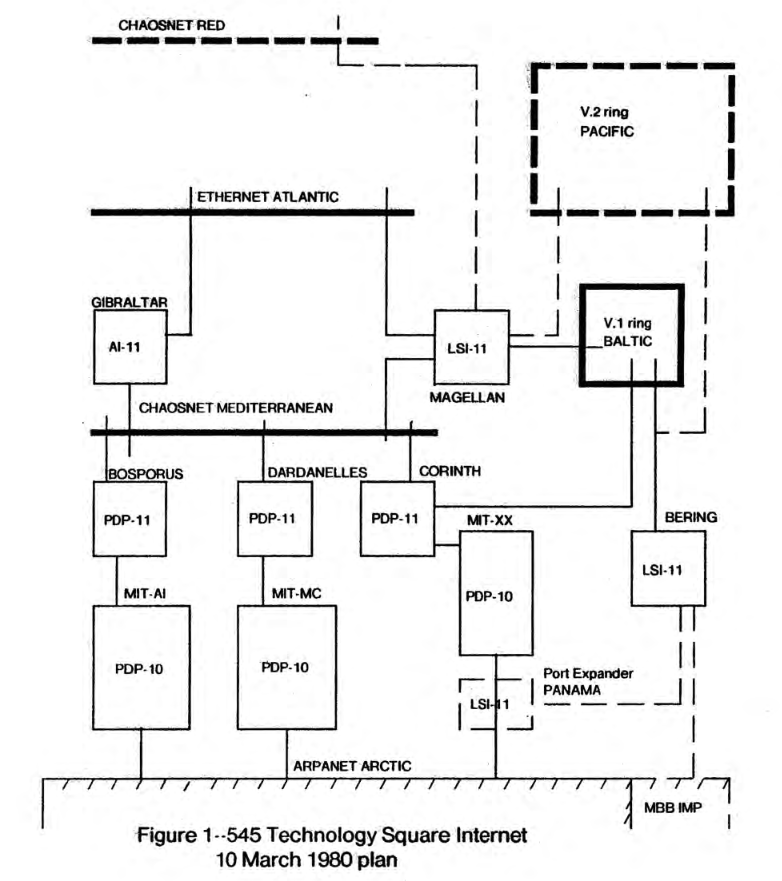 CHAOSNET RED
V.2 ring
PACIFIC
ETHERNET ATLANTIC
GIBRALTAR
AI-11
LSI-11
V.1 ring
BALTIC
MAGELLAN
CHAOSNET MEDITERRANEAN
BOSPORUS
DARDANELLES
CORINTH
PDP-11
PDP-11
PDP-11
MIT-XX
BERING
LSI-11
MIT-AI
MIT-MC
PDP-10
PDP-10
PDP-10
Port Expander
PANAMA
LSI-11
ARPANET ARCTIC
MBB IMP
Figure 1--545 Technology Square Internet
10 March 1980 plan